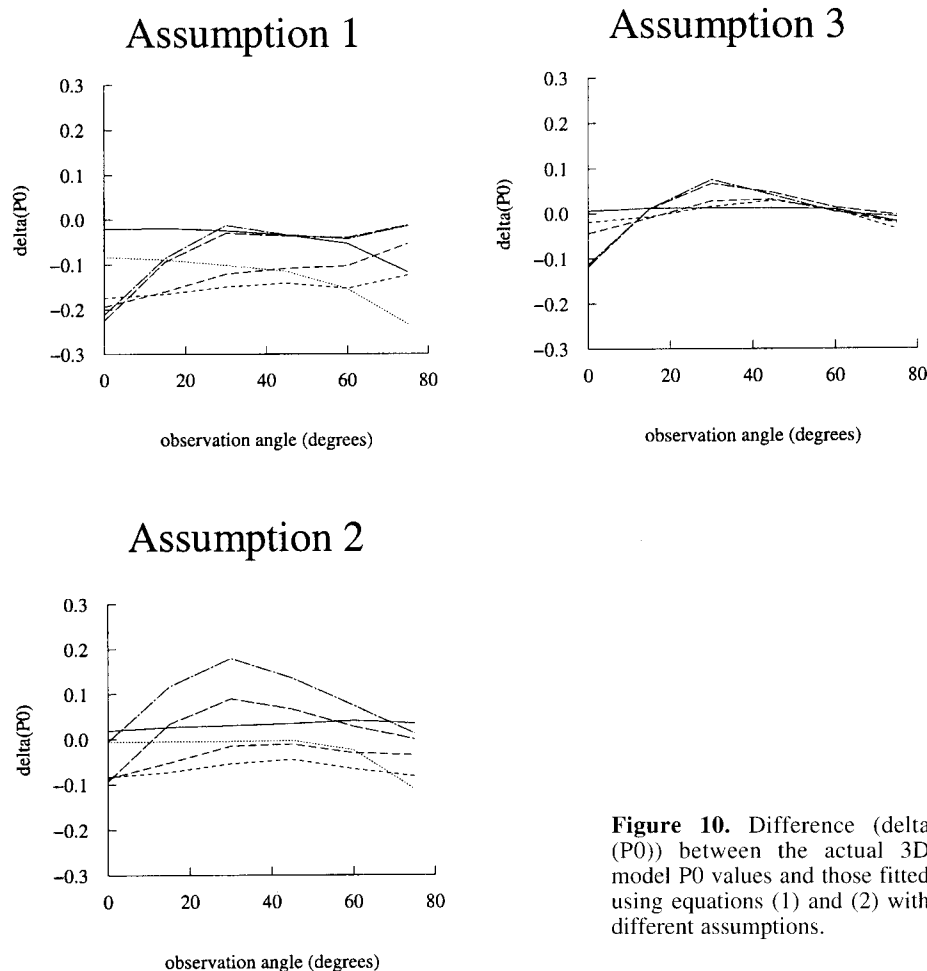 Assumption 1
0.3
0.2
0.1
0.0
−0.1
−0.2
−0.3
delta(P0)
0 20 40 60 80
observation angle (degrees)
Assumption 3
0.3
0.2
0.1
0.0
−0.1
−0.2
−0.3
delta(P0)
0 20 40 60 80
observation angle (degrees)
Assumption 2
0.3
0.2
0.1
0.0
−0.1
−0.2
−0.3
delta(P0)
0 20 40 60 80
observation angle (degrees)
Figure 10. Difference (delta
(P0)) between the actual 3D
model P0 values and those fitted
using equations (1) and (2) with
different assumptions.